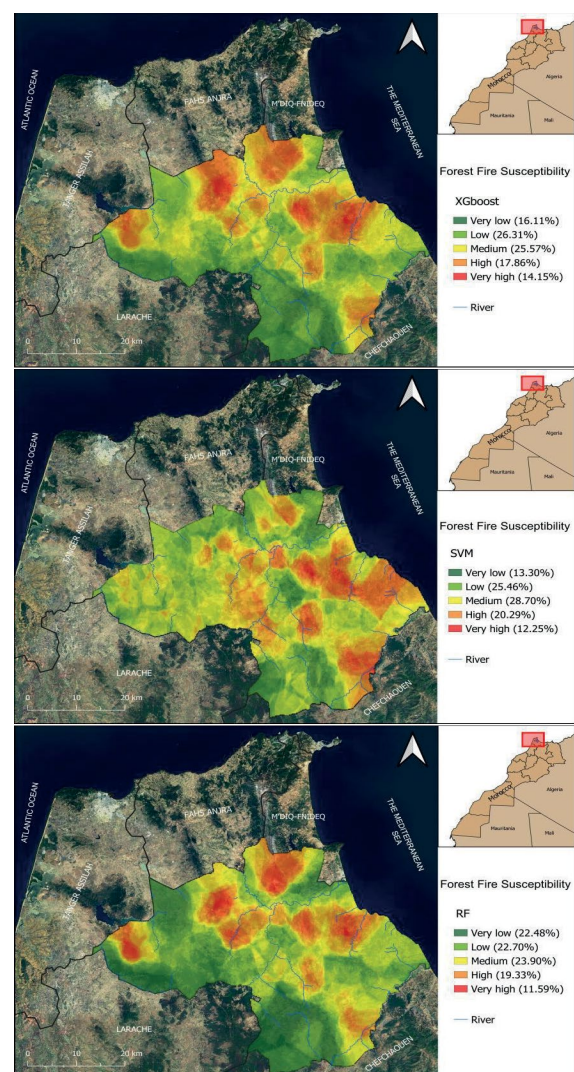 ATLANTIC OCEAN
FAHS ANJRA
M'DIQ-FNIDEQ
THE MEDITERRANEAN
SEA
TANGER ASSILAH
LARACHE
CHEFCHAOUEN
0 10 20 km
Morocco
Algeria
Mauritania
Mali
Forest Fire Susceptibility
XGboost
Very low (16.11%)
Low (26.31%)
Medium (25.57%)
High (17.86%)
Very high (14.15%)
River
ATLANTIC OCEAN
FAHS ANJRA
M'DIQ-FNIDEQ
THE MEDITERRANEAN
SEA
TANGER ASSILAH
LARACHE
CHEFCHAOUEN
0 10 20 km
Morocco
Algeria
Mauritania
Mali
Forest Fire Susceptibility
SVM
Very low (13.30%)
Low (25.46%)
Medium (28.70%)
High (20.29%)
Very high (12.25%)
River
ATLANTIC OCEAN
FAHS ANJRA
M'DIQ-FNIDEQ
THE MEDITERRANEAN
SEA
TANGER ASSILAH
LARACHE
CHEFCHAOUEN
0 10 20 km
Morocco
Algeria
Mauritania
Mali
Forest Fire Susceptibility
RF
Very low (22.48%)
Low (22.70%)
Medium (23.90%)
High (19.33%)
Very high (11.59%)
River